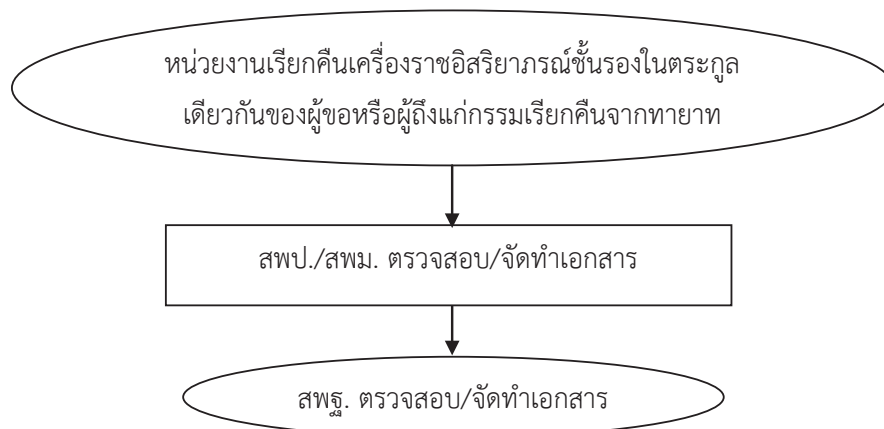 หน่วยงานเรียกคืนเครื่องราชอิสริยาภรณ์ชั้นรองในตระกูล
เดียวกันของผู้ขอหรือผู้ถึงแก่กรรมเรียกคืนจากทายาท
สพป./สพม. ตรวจสอบ/จัดทำเอกสาร
สพฐ. ตรวจสอบ/จัดทำเอกสาร